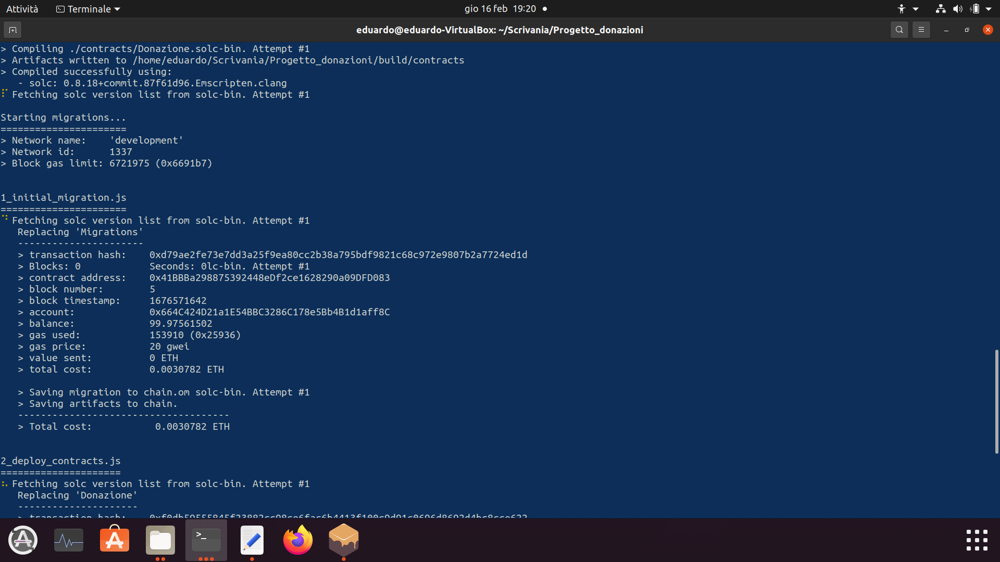 Attività Terminale gio 16 feb 19:20
eduardo@eduardo-VirtualBox: ~/Scrivania/Progetto_donazioni
> Compiling ./contracts/Donazione.solc-bin. Attempt #1
> Artifacts written to /home/eduardo/Scrivania/Progetto_donazioni/build/contracts
> Compiled successfully using:
- solc: 0.8.18+commit.87f61d96.Emscripten.clang
Fetching solc version list from solc-bin. Attempt #1
Starting migrations...
======================
> Network name: 'development'
> Network id: 1337
> Block gas limit: 6721975 (0x6691b7)
1_initial_migration.js
======================
Fetching solc version list from solc-bin. Attempt #1
Replacing 'Migrations'
----------------------
> transaction hash: 0xd79ae2fe73e7dd3a25f9ea80cc2b38a795bdf9821c68c972e9807b2a7724ed1d
> Blocks: 0 Seconds: 0lc-bin. Attempt #1
> contract address: 0x41BBBa298875392448eDf2ce1628290a09DFD083
> block number: 5
> block timestamp: 1676571642
> account: 0x664C424D21a1E54BBC3286C178e5Bb4B1d1aff8C
> balance: 99.97561502
> gas used: 153910 (0x25936)
> gas price: 20 gwei
> value sent: 0 ETH
> total cost: 0.0030782 ETH
> Saving migration to chain.om solc-bin. Attempt #1
> Saving artifacts to chain.
-------------------------------------
> Total cost: 0.0030782 ETH
2_deploy_contracts.js
=====================
Fetching solc version list from solc-bin. Attempt #1
Replacing 'Donazione'
---------------------
> transaction hash: